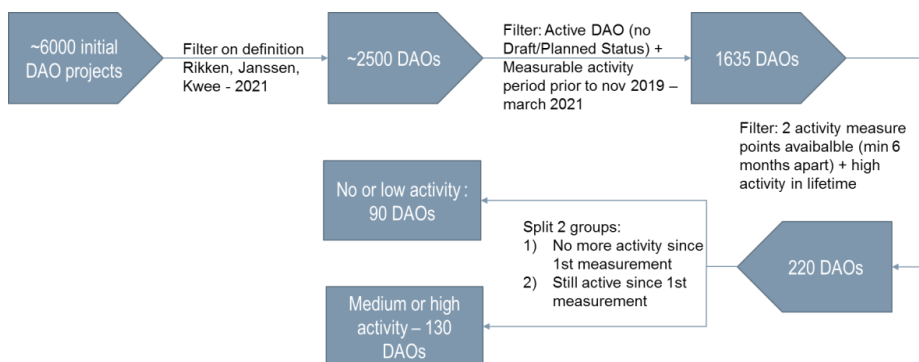 ~6000 initial
DAO projects
Filter on definition
Rikken, Janssen,
Kwee - 2021
~2500 DAOs
Filter: Active DAO (no
Draft/Planned Status) +
Measurable activity
period prior to nov 2019 –
march 2021
1635 DAOs
Filter: 2 activity measure
points avaibalble (min 6
months apart) + high
activity in lifetime
220 DAOs
Split 2 groups:
1) No more activity since
1st measurement
2) Still active since 1st
measurement
No or low activity :
90 DAOs
Medium or high
activity – 130
DAOs